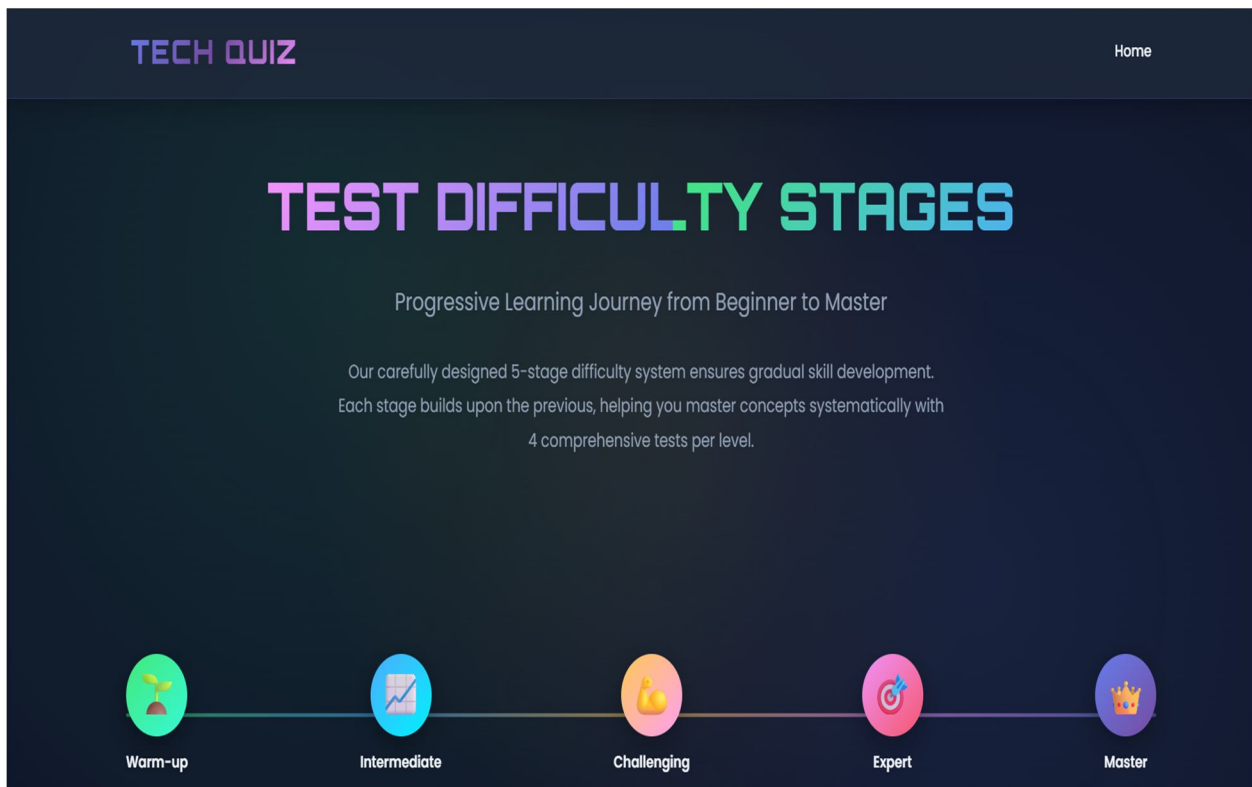 TECH QUIZ
Home
TEST DIFFICULTY STAGES
Progressive Learning Journey from Beginner to Master
Our carefully designed 5-stage difficulty system ensures gradual skill development.
Each stage builds upon the previous, helping you master concepts systematically with
4 comprehensive tests per level.
Warm-up
Intermediate
Challenging
Expert
Master